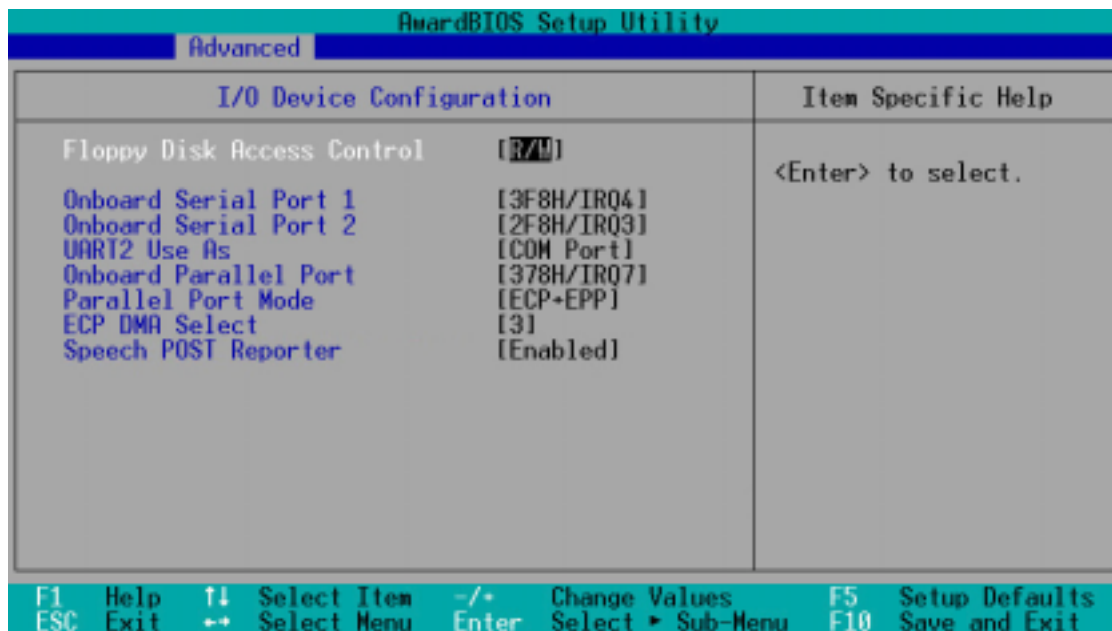 AwardBIOS Setup Utility
Advanced
I/O Device Configuration
Item Specific Help
Floppy Disk Access Control [R/W]
<Enter> to select.
Onboard Serial Port 1 [3F8H/IRQ4]
Onboard Serial Port 2 [2F8H/IRQ3]
UART2 Use As [COM Port]
Onboard Parallel Port [378H/IRQ7]
Parallel Port Mode [ECP+EPP]
ECP DMA Select [3]
Speech POST Reporter [Enabled]
F1 Help ↑↓ Select Item -/+ Change Values F5 Setup Defaults
ESC Exit ←→ Select Menu Enter Select ► Sub-Menu F10 Save and Exit